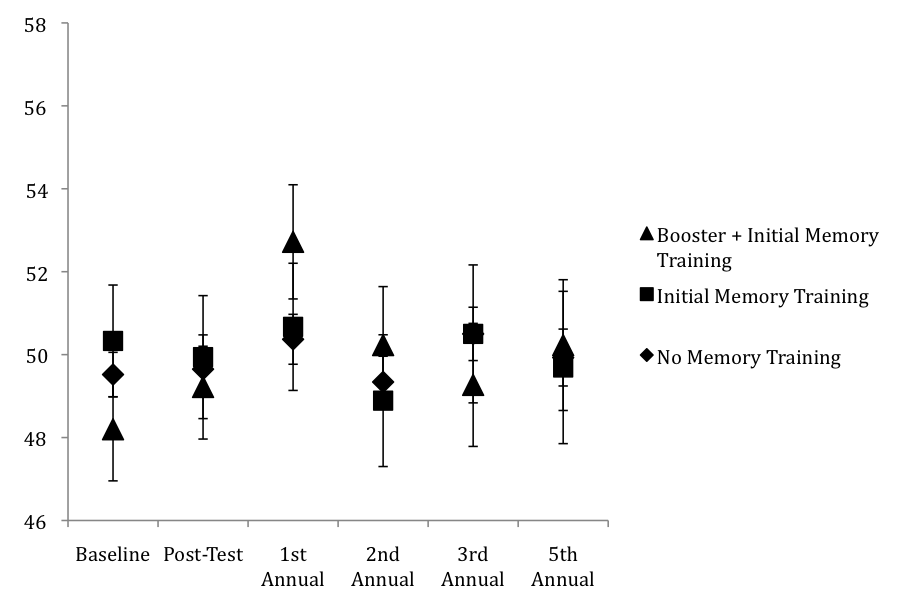 58
56
54
52
50
48
46
Baseline
Post-Test
1st
Annual
2nd
Annual
3rd
Annual
5th
Annual
Booster + Initial Memory
Training
Initial Memory Training
No Memory Training